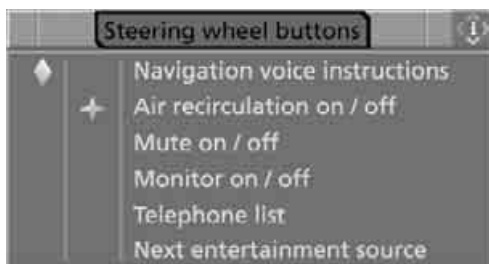 Steering wheel buttons
Navigation voice instructions
Air recirculation on / off
Mute on / off
Monitor on / off
Telephone list
Next entertainment source